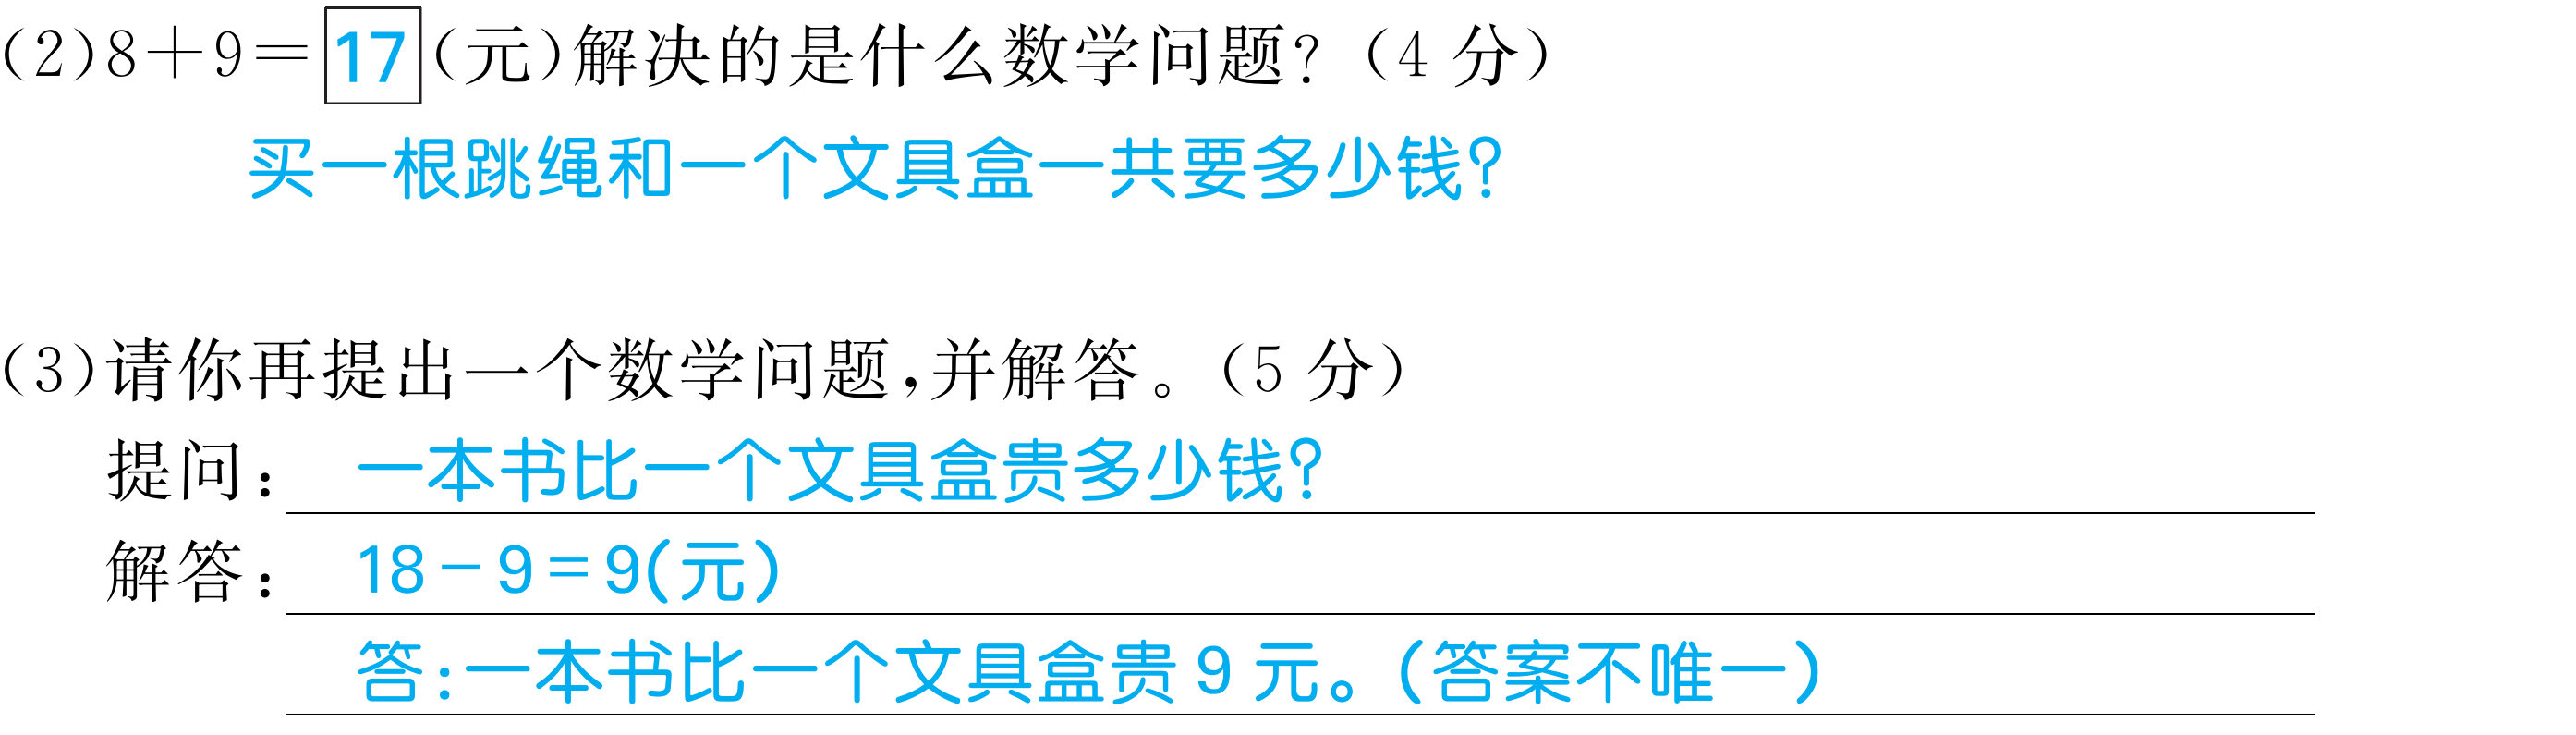 (2)8+9=17(元)解决的是什么数学问题?(4 分)
买一根跳绳和一个文具盒一共要多少钱?
(3)请你再提出一个数学问题,并解答。(5 分)
提问:一本书比一个文具盒贵多少钱?
解答:18-9=9(元)
答:一本书比一个文具盒贵 9 元。(答案不唯一)